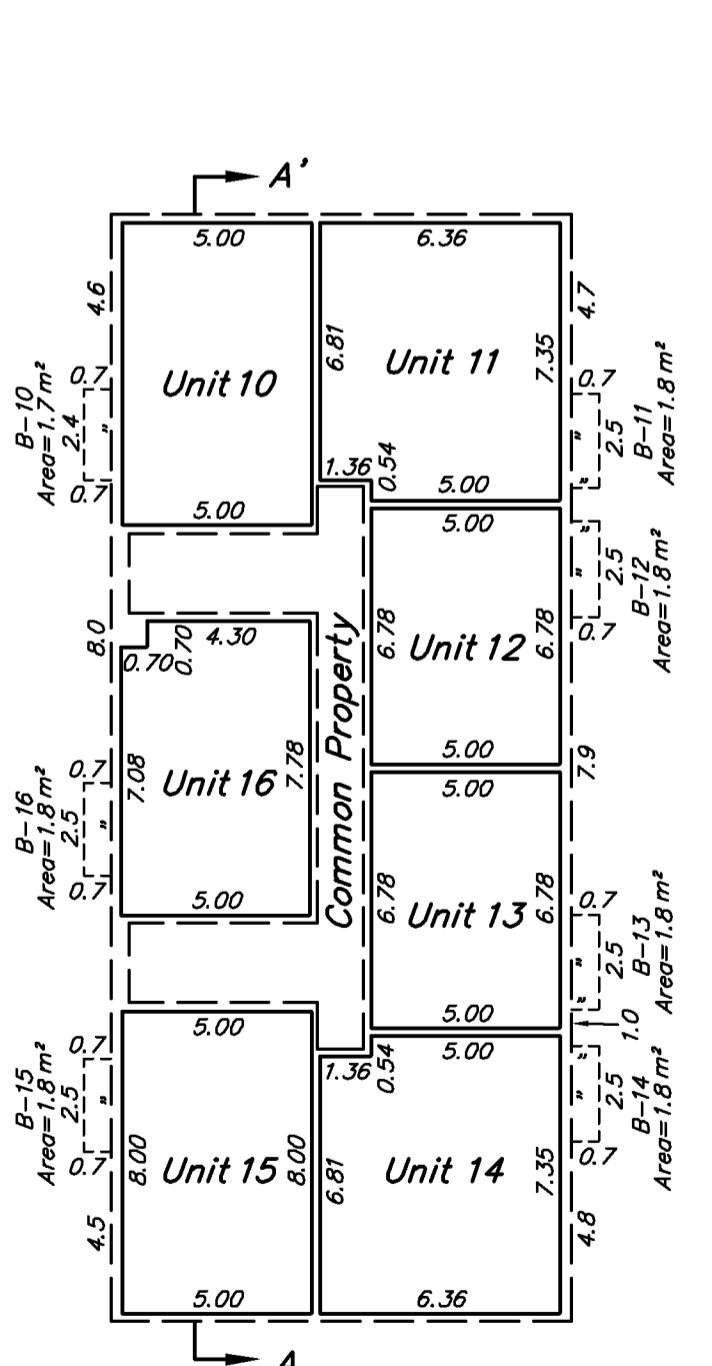 A'
5.00
6.36
4.6
4.7
6.81
7.35
Unit 10
Unit 11
0.7
0.7
B-10
Area=1.7 m²
2.4
"
"
2.5
B-11
Area=1.8 m²
0.7
1.36
0.54
5.00
"
5.00
5.00
"
"
2.5
B-12
Area=1.8 m²
0.7
8.0
0.70
0.70
4.30
6.78
Unit 12
6.78
Common Property
7.08
Unit 16
7.78
5.00
7.9
0.7
B-16
Area=1.8 m²
2.5
"
0.7
5.00
5.00
6.78
Unit 13
6.78
0.7
"
2.5
B-13
Area=1.8 m²
"
5.00
1.0
5.00
5.00
0.7
1.36
0.54
B-15
Area=1.8 m²
2.5
"
0.7
"
"
2.5
B-14
Area=1.8 m²
0.7
8.00
Unit 15
8.00
6.81
Unit 14
7.35
4.5
4.8
5.00
6.36
A